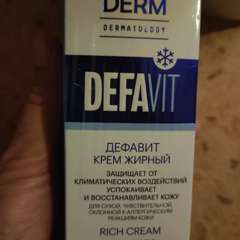 DERM
DERMATOLOGY
DEFAVIT
ДЕФАВИТ
КРЕМ ЖИРНЫЙ
ЗАЩИЩАЕТ ОТ
КЛИМАТИЧЕСКИХ ВОЗДЕЙСТВИЙ
УСПОКАИВАЕТ
И ВОССТАНАВЛИВАЕТ КОЖУ
ДЛЯ СУХОЙ, ЧУВСТВИТЕЛЬНОЙ,
СКЛОННОЙ К АЛЛЕРГИЧЕСКИМ
РЕАКЦИЯМ КОЖИ
RICH CREAM